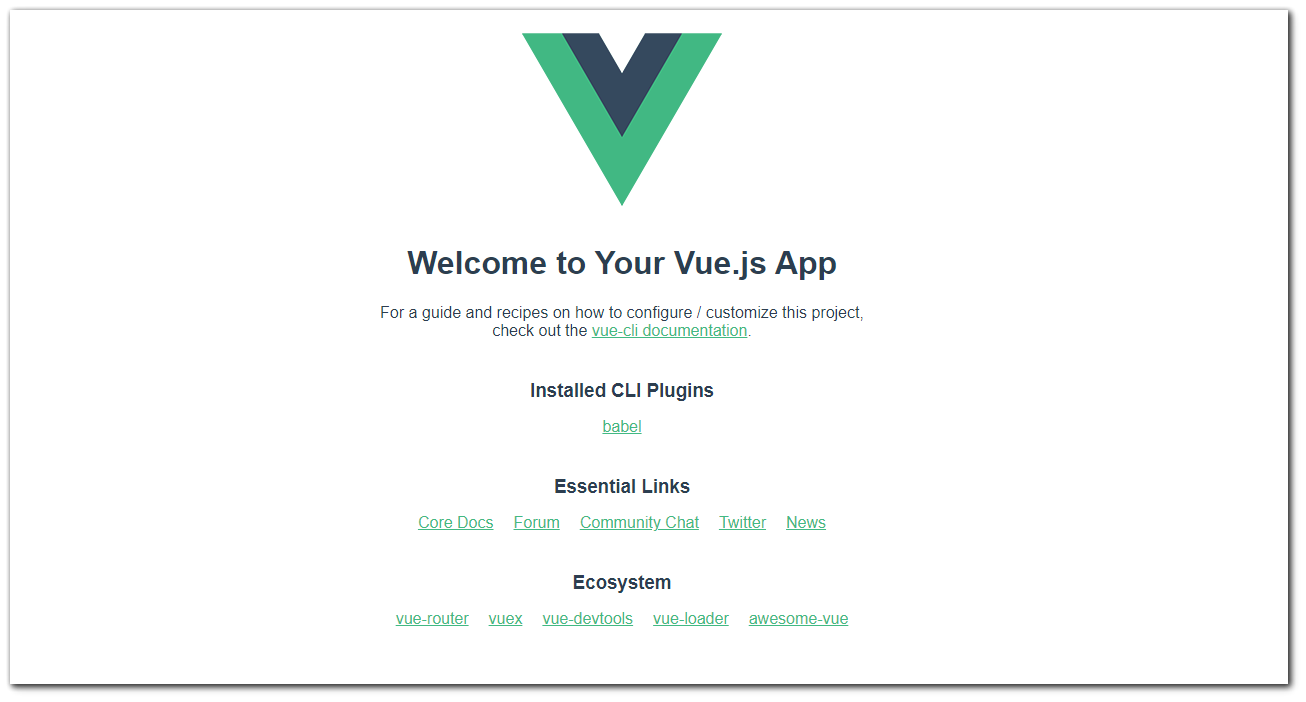 Welcome to Your Vue.js App
For a guide and recipes on how to configure / customize this project,
check out the vue-cli documentation.
Installed CLI Plugins
babel
Essential Links
Core Docs Forum Community Chat Twitter News
Ecosystem
vue-router vuex vue-devtools vue-loader awesome-vue